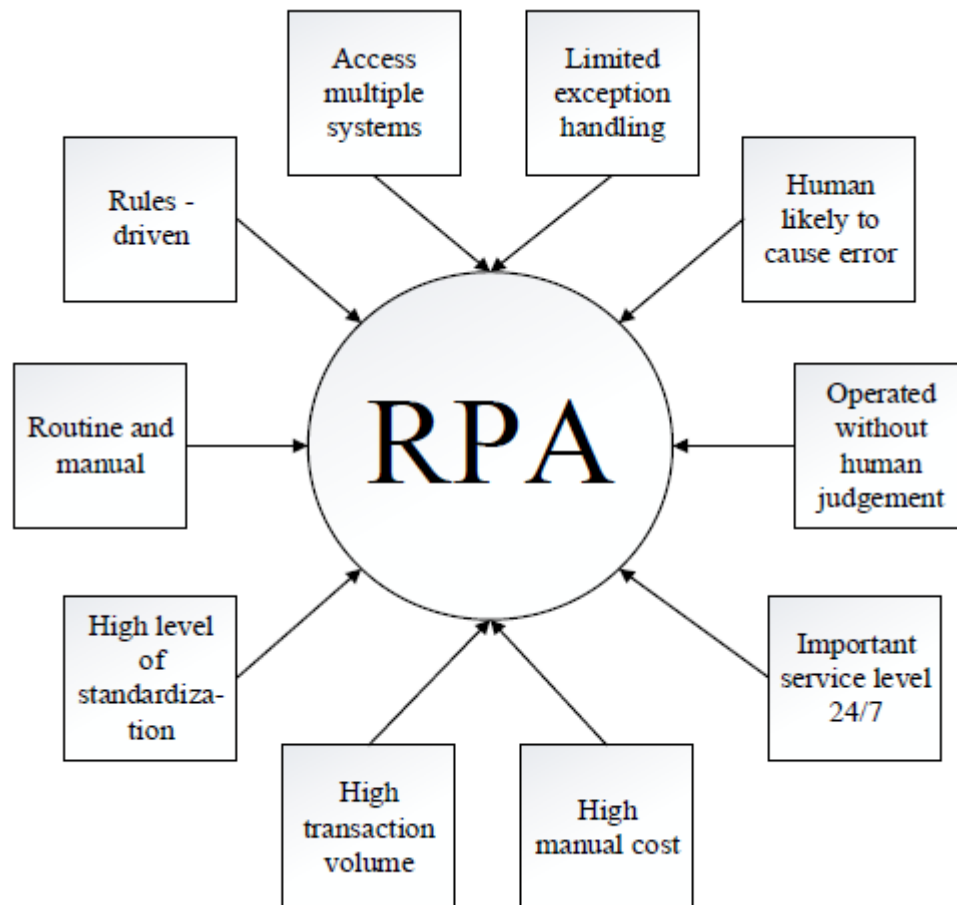 Access
multiple
systems
Limited
exception
handling
Rules -
driven
Human
likely to
cause error
Routine and
manual
RPA
Operated
without
human
judgement
High level
of
standardiza-
tion
Important
service level
24/7
High
transaction
volume
High
manual cost